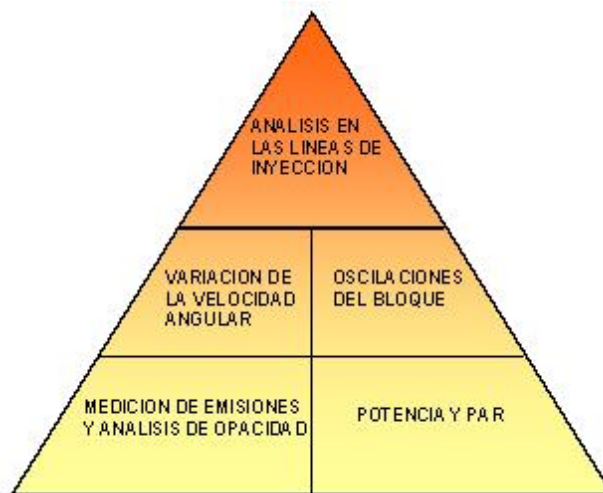 ANALISIS EN
LAS LINEAS DE
INYECCION
VARIACION DE
LA VELOCIDAD
ANGULAR
OSCILACIONES
DEL BLOQUE
MEDICION DE EMISIONES
Y ANALISIS DE OPACIDAD
POTENCIA Y PAR